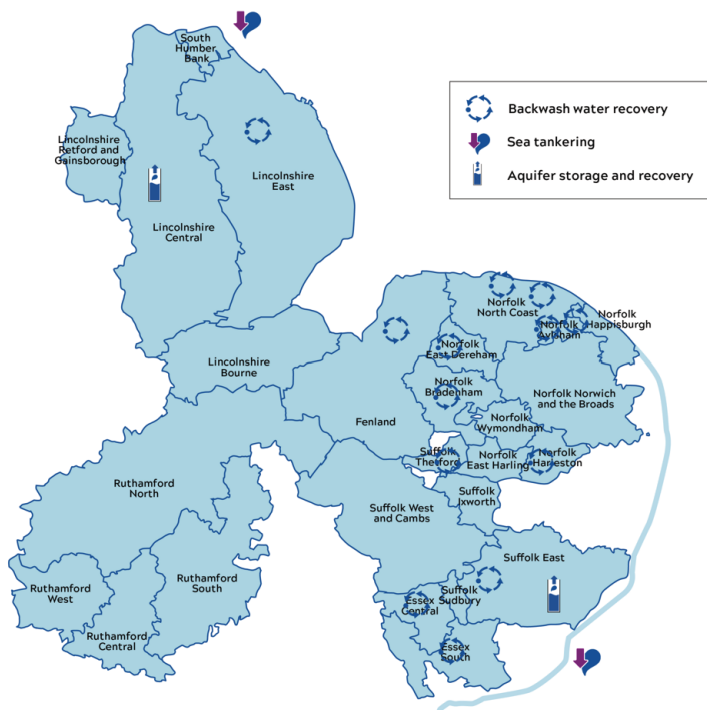 South
Humber
Bank
Backwash water recovery
Sea tankering
Aquifer storage and recovery
Lincolnshire
Retford and
Gainsborough
Lincolnshire
East
Lincolnshire
Central
Norfolk
North Coast
Norfolk
Happisburgh
Norfolk
Aylsham
Norfolk
East Dereham
Lincolnshire
Bourne
Norfolk
Bradenham
Norfolk Norwich
and the Broads
Fenland
Norfolk
Wymondham
Suffolk
Thetford
Norfolk
East Harling
Norfolk
Harleston
Ruthamford
North
Suffolk
Ixworth
Suffolk West
and Cambs
Suffolk East
Ruthamford
West
Ruthamford
South
Suffolk
Sudbury
Essex
Central
Ruthamford
Central
Essex
South